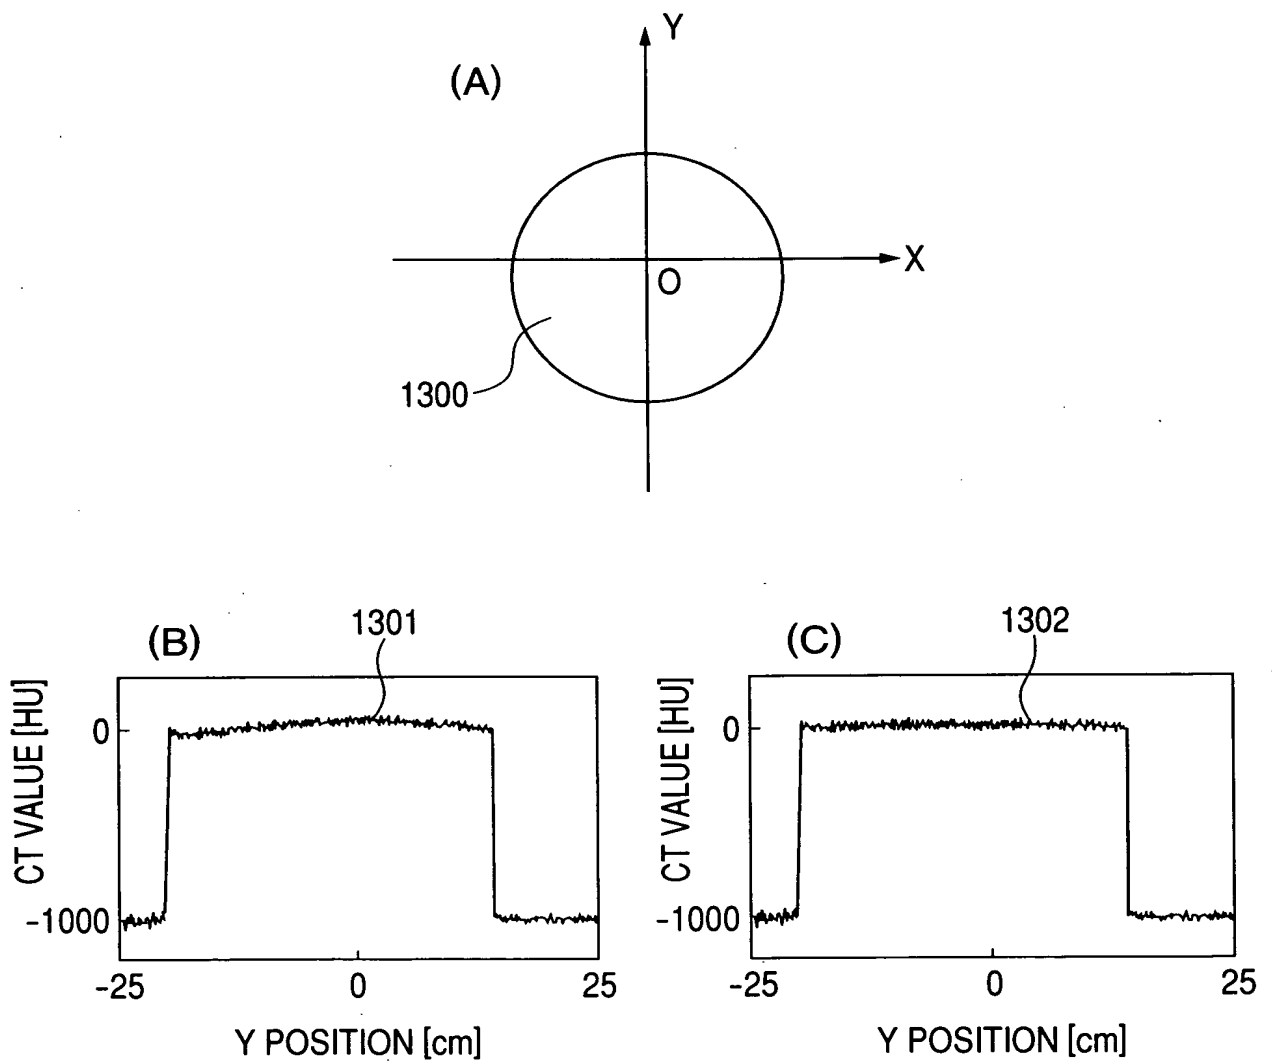 Y
(A)
X
O
1300
(B)
1301
CT VALUE [HU]
0
-1000
-25
0
25
Y POSITION [cm]
(C)
1302
CT VALUE [HU]
0
-1000
-25
0
25
Y POSITION [cm]